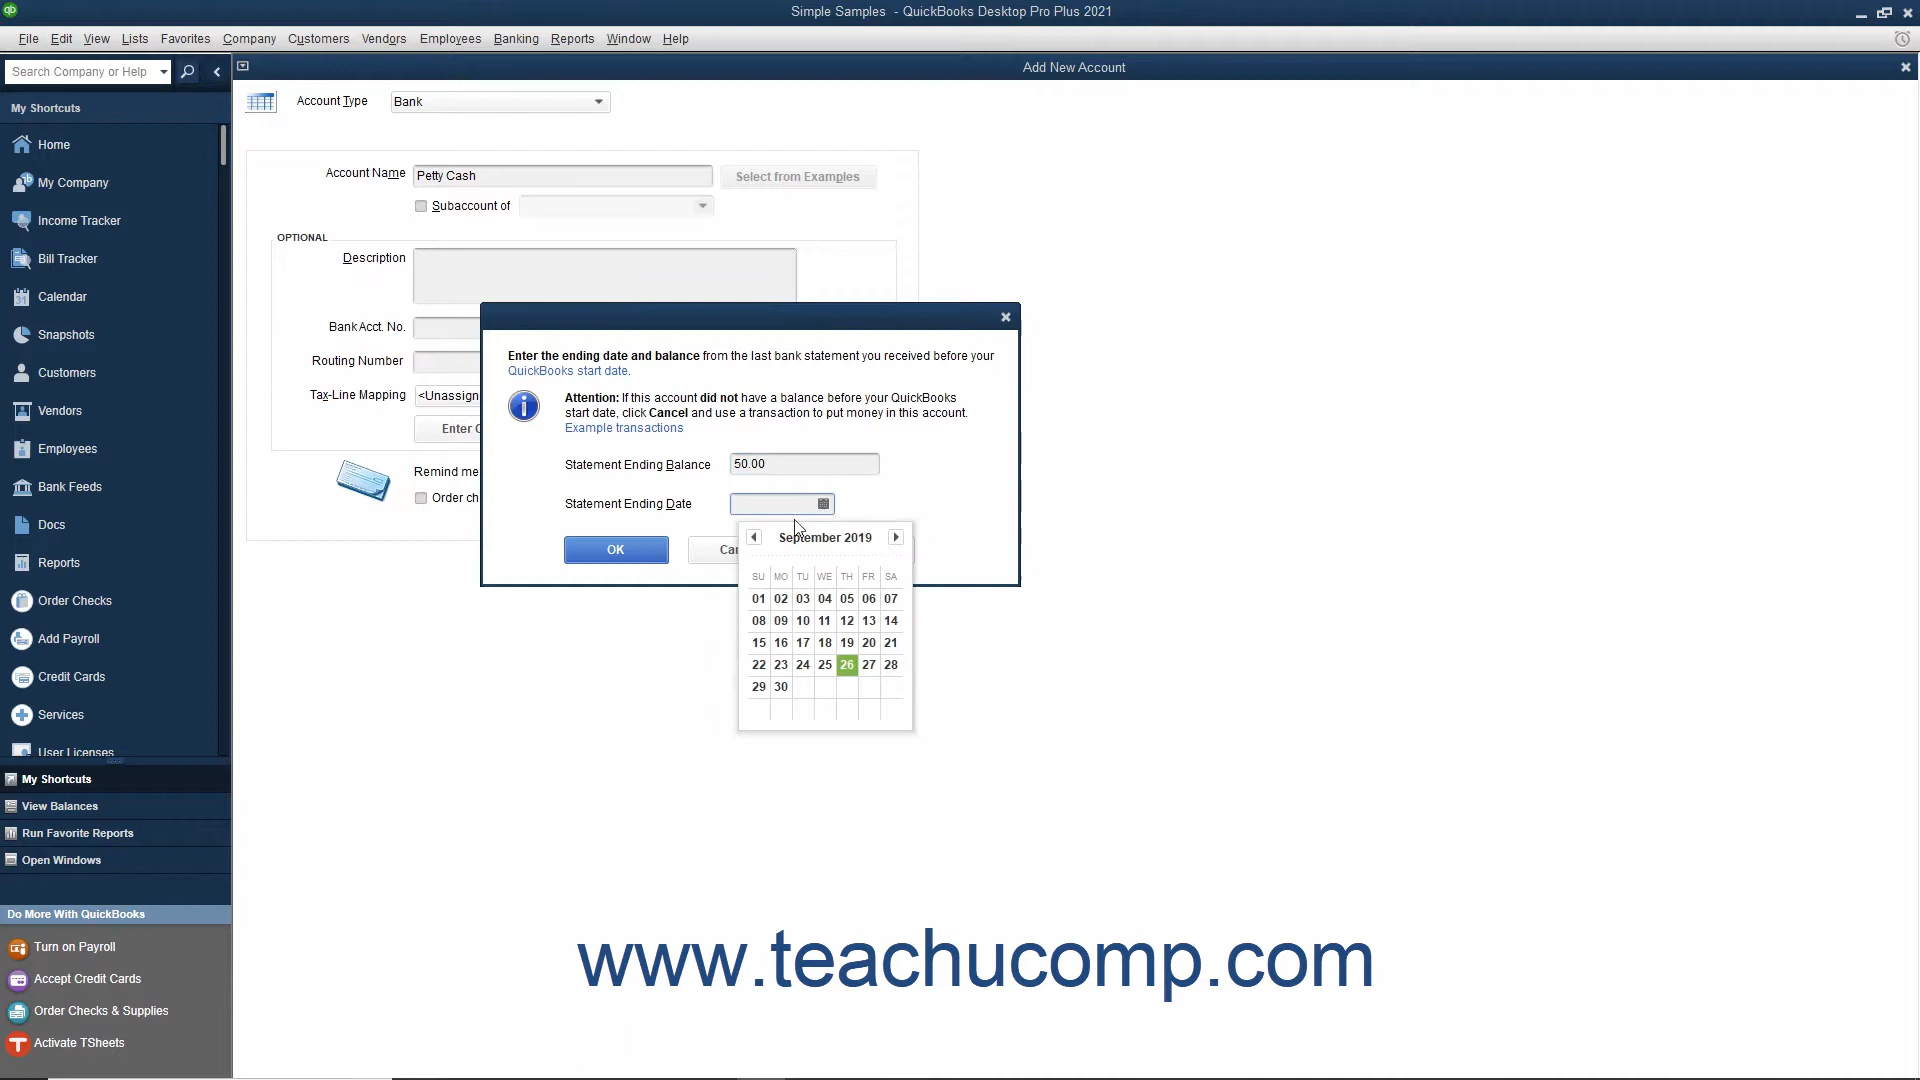 Simple Samples - QuickBooks Desktop Pro Plus 2021
File Edit View Lists Favorites Company Customers Vendors Employees Banking Reports Window Help
Search Company or Help
Add New Account
My Shortcuts
Home
My Company
Income Tracker
Bill Tracker
Calendar
Snapshots
Customers
Vendors
Employees
Bank Feeds
Docs
Reports
Order Checks
Add Payroll
Credit Cards
Services
User Licenses
My Shortcuts
View Balances
Run Favorite Reports
Open Windows
Do More With QuickBooks
Turn on Payroll
Accept Credit Cards
Order Checks & Supplies
Activate TSheets
Account Type Bank
Account Name Petty Cash Select from Examples
Subaccount of
OPTIONAL
Description
Bank Acct. No.
Routing Number
Tax-Line Mapping <Unassign
Enter
Remind me
Order ch
Enter the ending date and balance from the last bank statement you received before your
QuickBooks start date.
Attention: If this account did not have a balance before your QuickBooks
start date, click Cancel and use a transaction to put money in this account.
Example transactions
Statement Ending Balance 50.00
Statement Ending Date
OK Can
September 2019
SU MO TU WE TH FR SA
01 02 03 04 05 06 07
08 09 10 11 12 13 14
15 16 17 18 19 20 21
22 23 24 25 26 27 28
29 30
www.teachucomp.com